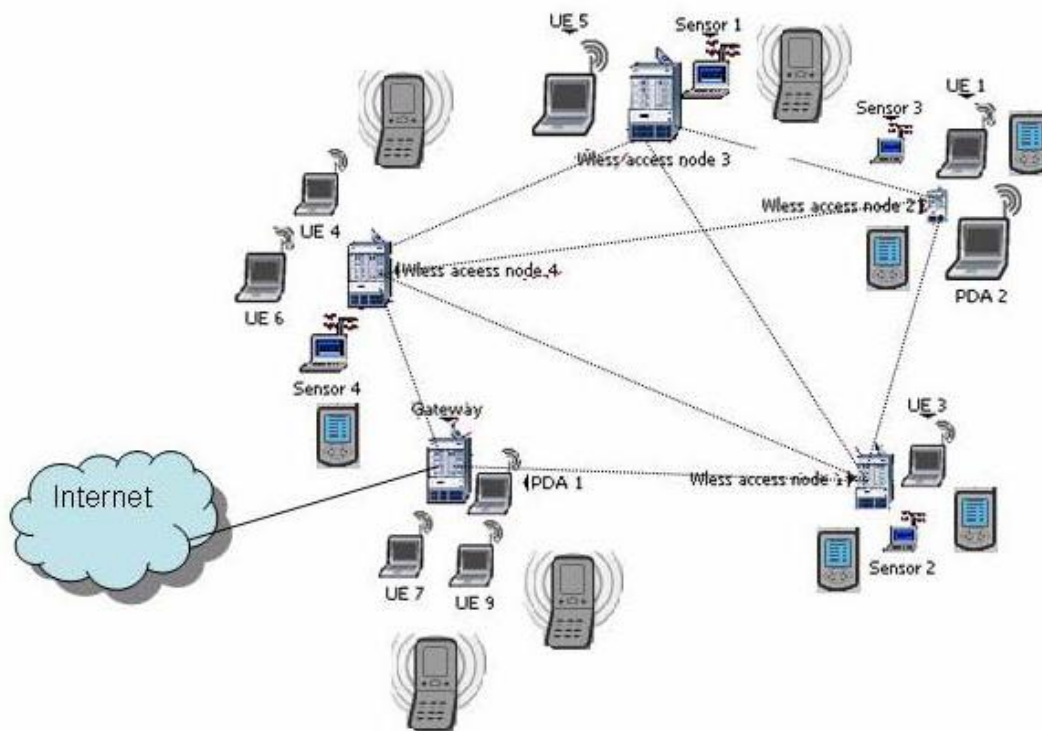 UE 5
Sensor 1
UE 1
Sensor 3
Wless access node 3
UE 4
Wless access node 2
Wless aceess node 4
PDA 2
UE 6
Sensor 4
Gateway
UE 3
PDA 1
Wless access node 1
Internet
Sensor 2
UE 7
UE 9